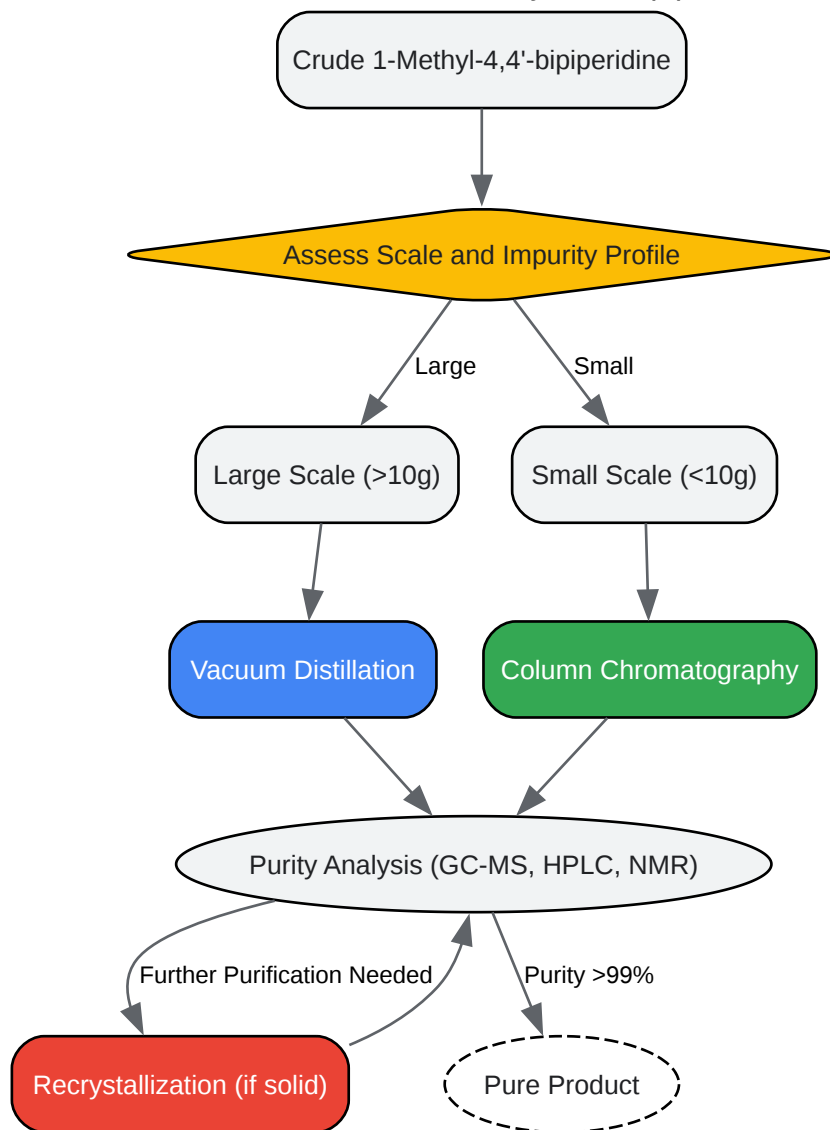 Crude 1-Methyl-4,4'-bipiperidine
Assess Scale and Impurity Profile
Large
Small
Large Scale (>10g)
Small Scale (<10g)
Vacuum Distillation
Column Chromatography
Purity Analysis (GC-MS, HPLC, NMR)
Further Purification Needed
Purity >99%
Recrystallization (if solid)
Pure Product